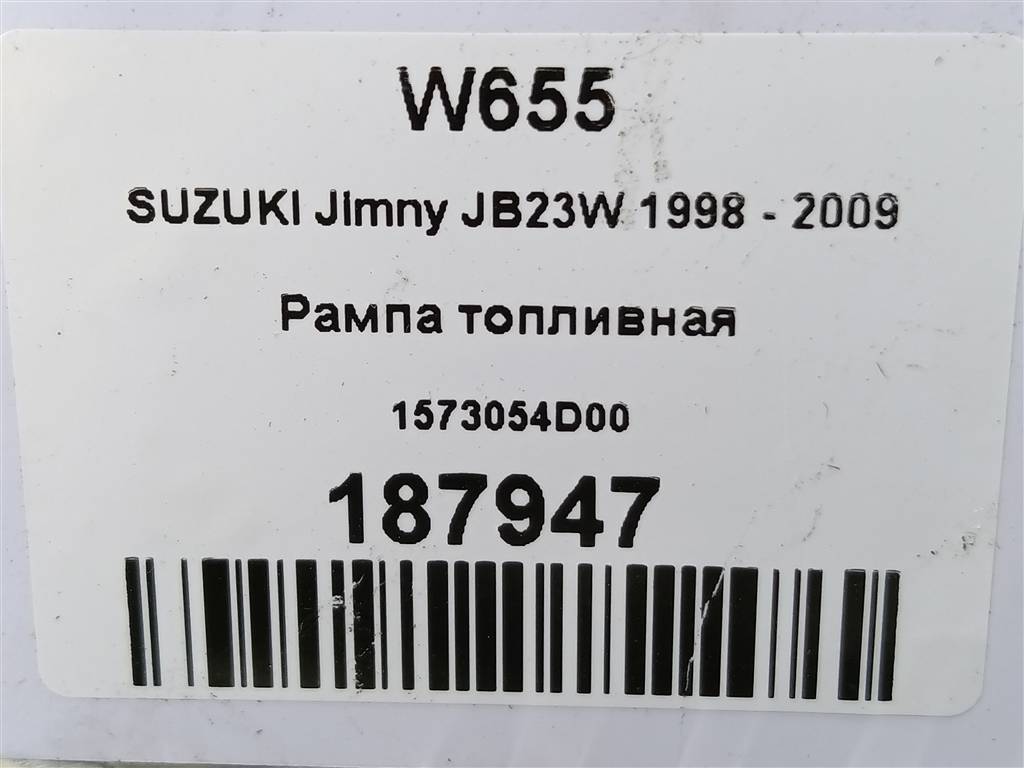 W655
SUZUKI Jimny JB23W 1998 - 2009
Рампа топливная
1573054D00
187947